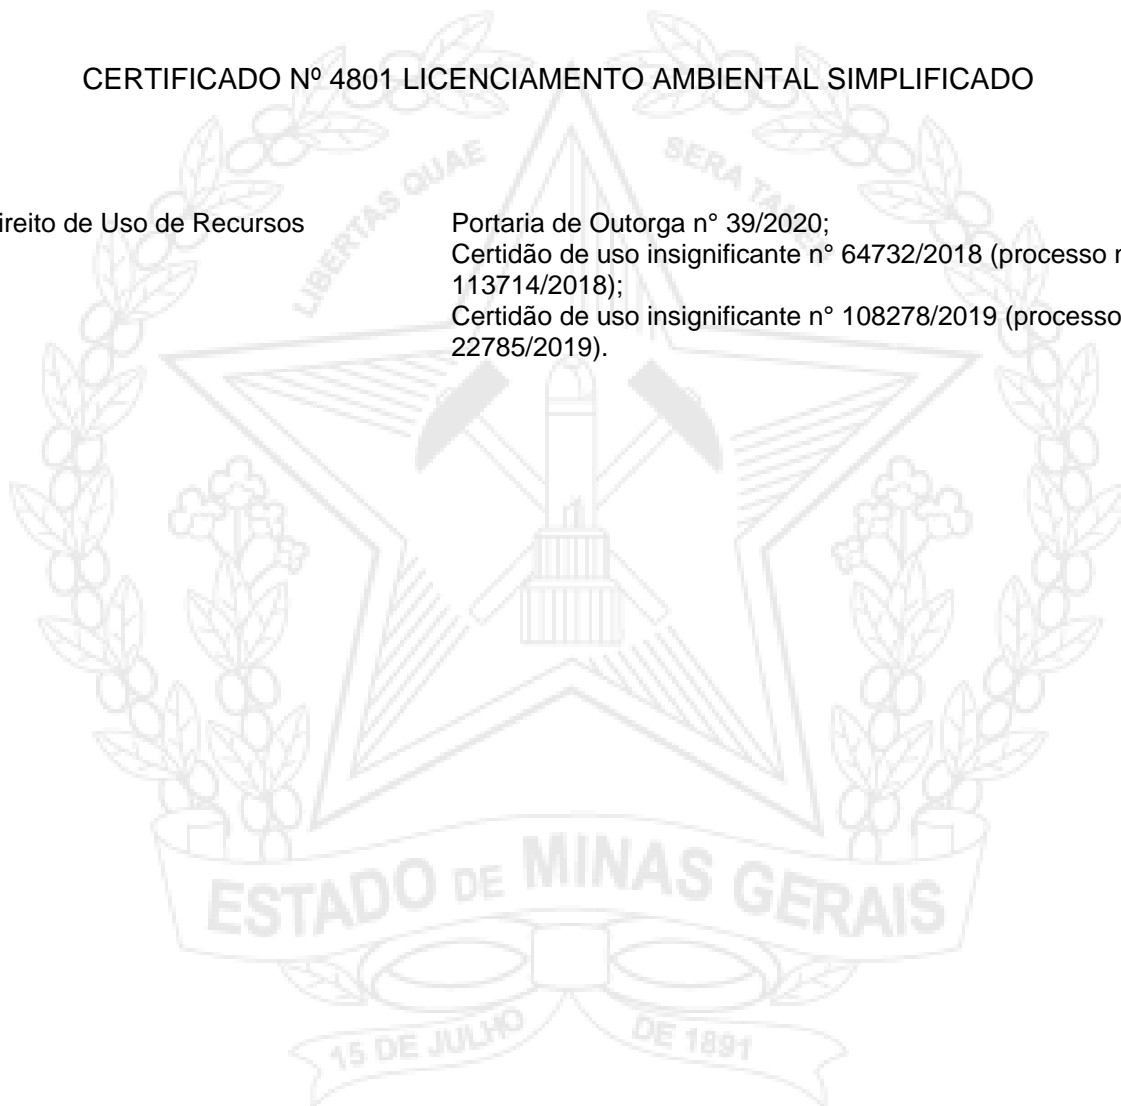 CERTIFICADO Nº 4801 LICENCIAMENTO AMBIENTAL SIMPLIFICADO
LIBERTAS QUAE SERA TAMEN
ireito de Uso de Recursos
Portaria de Outorga n° 39/2020;
Certidão de uso insignificante n° 64732/2018 (processo
113714/2018);
Certidão de uso insignificante n° 108278/2019 (processo
22785/2019).
ESTADO DE MINAS GERAIS
15 DE JULHO DE 1891